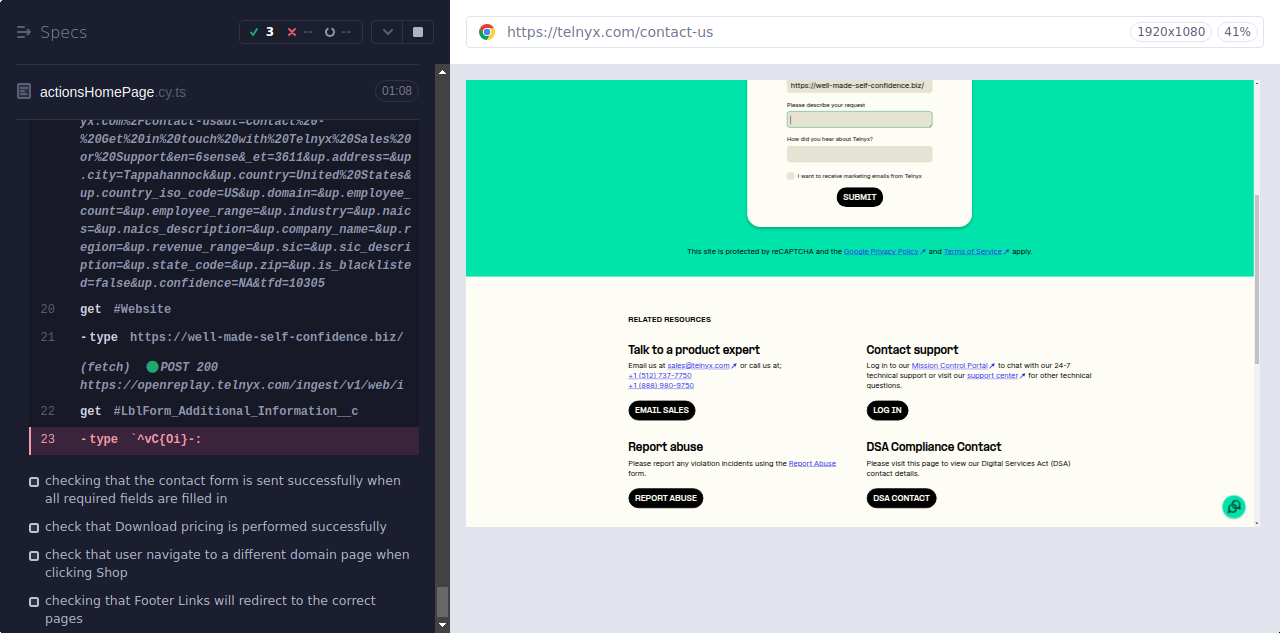 Specs
3
--
--
https://telnyx.com/contact-us
1920x1080
41%
actionsHomePage.cy.ts
01:08
yx.com%2Fcontact-us&dt=Contact%20-
%20Get%20in%20touch%20with%20Telnyx%20Sales%20
or%20Support&en=6sense&_et=3611&up.address=&up
.city=Tappahannock&up.country=United%20States&
up.country_iso_code=US&up.domain=&up.employee_
count=&up.employee_range=&up.industry=&up.naic
s=&up.naics_description=&up.company_name=&up.r
egion=&up.revenue_range=&up.sic=&up.sic_descri
ption=&up.state_code=&up.zip=&up.is_blackliste
d=false&up.confidence=NA&tfd=10305
20 get #Website
21 -type https://well-made-self-confidence.biz/
(fetch) POST 200
https://openreplay.telnyx.com/ingest/v1/web/i
22 get #LblForm_Additional_Information__c
23 -type `^vC{Oi}-:
checking that the contact form is sent successfully when
all required fields are filled in
check that Download pricing is performed successfully
check that user navigate to a different domain page when
clicking Shop
checking that Footer Links will redirect to the correct
pages
https://well-made-self-confidence.biz/
Please describe your request
How did you hear about Telnyx?
I want to receive marketing emails from Telnyx
SUBMIT
This site is protected by reCAPTCHA and the Google Privacy Policy and Terms of Service apply.
RELATED RESOURCES
Talk to a product expert
Email us at sales@telnyx.com or call us at;
+1 (512) 737-7750
+1 (888) 980-9750
EMAIL SALES
Contact support
Log in to our Mission Control Portal to chat with our 24-7
technical support or visit our support center for other technical
questions.
LOG IN
Report abuse
Please report any violation incidents using the Report Abuse
form.
REPORT ABUSE
DSA Compliance Contact
Please visit this page to view our Digital Services Act (DSA)
contact details.
DSA CONTACT